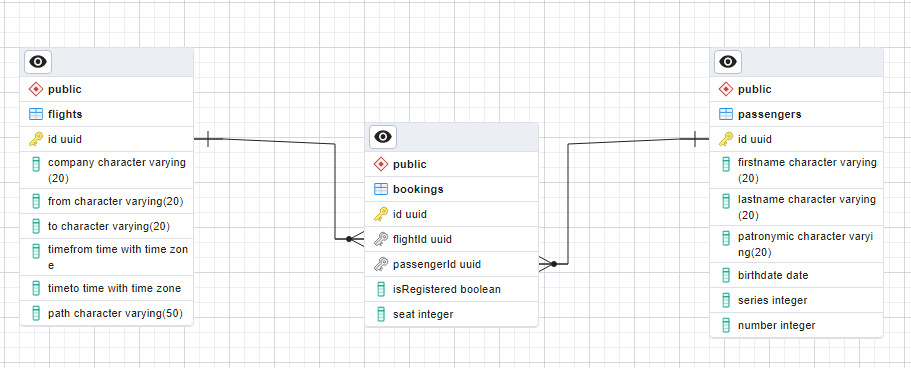 public
flights
id uuid
company character varying
(20)
from character varying(20)
to character varying(20)
timefrom time with time zon
e
timeto time with time zone
path character varying(50)
public
bookings
id uuid
flightId uuid
passengerId uuid
isRegistered boolean
seat integer
public
passengers
id uuid
firstname character varying
(20)
lastname character varying
(20)
patronymic character varyi
ng(20)
birthdate date
series integer
number integer